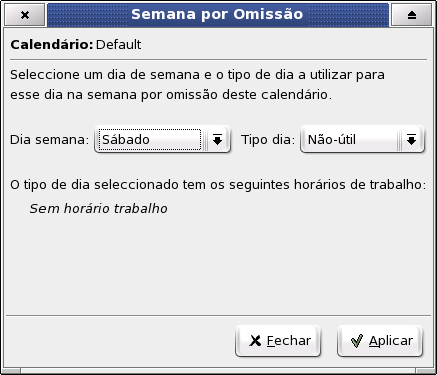 Semana por Omissão
Calendário: Default
Seleccione um dia de semana e o tipo de dia a utilizar para
esse dia na semana por omissão deste calendário.
Dia semana: Sábado Tipo dia: Não-útil
O tipo de dia seleccionado tem os seguintes horários de trabalho:
Sem horário trabalho
Fechar Aplicar